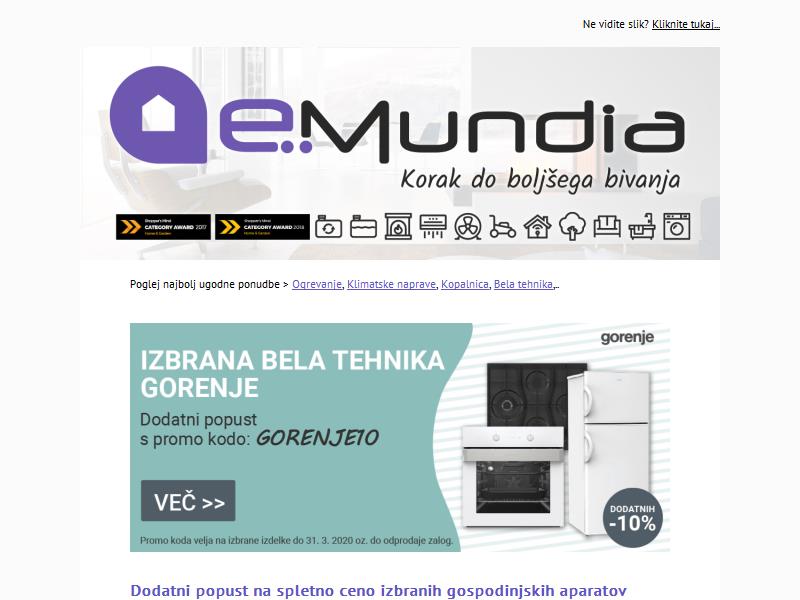 Ne vidite slik? Kliknite tukaj...
eMundia
Korak do boljšega bivanja
Shopper's Mind
CATEGORY AWARD 2017
Home & Garden
Shopper's Mind
CATEGORY AWARD 2018
Home & Garden
Poglej najbolj ugodne ponudbe > Ogrevanje, Klimatske naprave, Kopalnica, Bela tehnika,..
gorenje
IZBRANA BELA TEHNIKA
GORENJE
Dodatni popust
s promo kodo: GORENJE10
VEČ >>
DODATNIH
-10%
Promo koda velja na izbrane izdelke do 31. 3. 2020 oz. do odprodaje zalog.
Dodatni popust na spletno ceno izbranih gospodinjskih aparatov